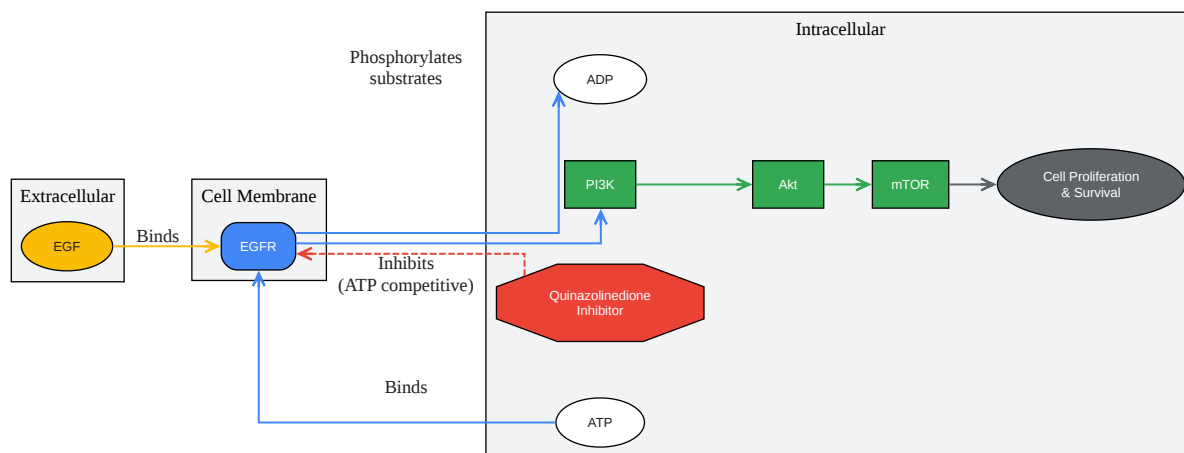 Intracellular
Phosphorylates
substrates
ADP
PI3K
Akt
mTOR
Cell Proliferation
& Survival
Extracellular
Cell Membrane
EGF
Binds
EGFR
Inhibits
(ATP competitive)
Quinazolinedione
Inhibitor
Binds
ATP